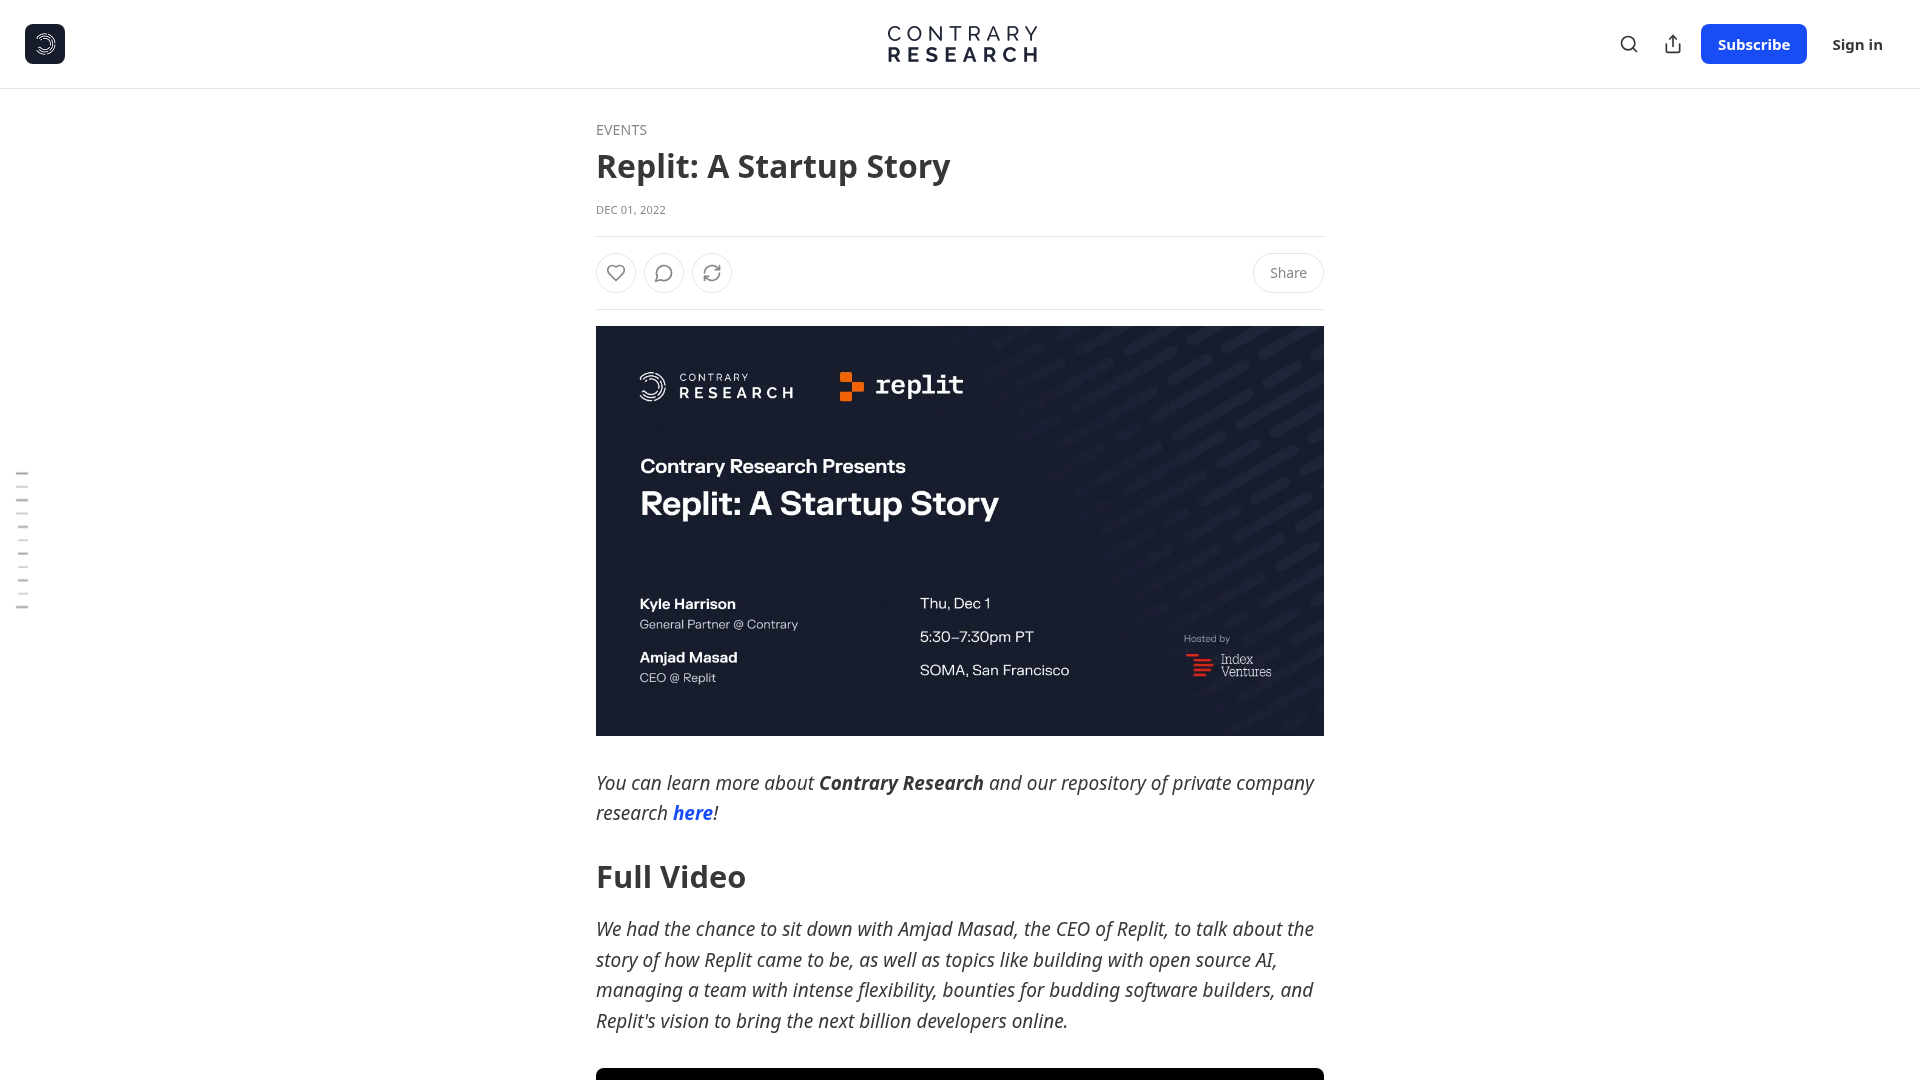 CONTRARY
RESEARCH
Subscribe
Sign in
EVENTS
Replit: A Startup Story
DEC 01, 2022
Share
CONTRARY
RESEARCH
replit
Contrary Research Presents
Replit: A Startup Story
Kyle Harrison
General Partner @ Contrary
Amjad Masad
CEO @ Replit
Thu, Dec 1
5:30–7:30pm PT
SOMA, San Francisco
Hosted by
Index
Ventures
You can learn more about Contrary Research and our repository of private company
research here!
Full Video
We had the chance to sit down with Amjad Masad, the CEO of Replit, to talk about the
story of how Replit came to be, as well as topics like building with open source AI,
managing a team with intense flexibility, bounties for budding software builders, and
Replit's vision to bring the next billion developers online.